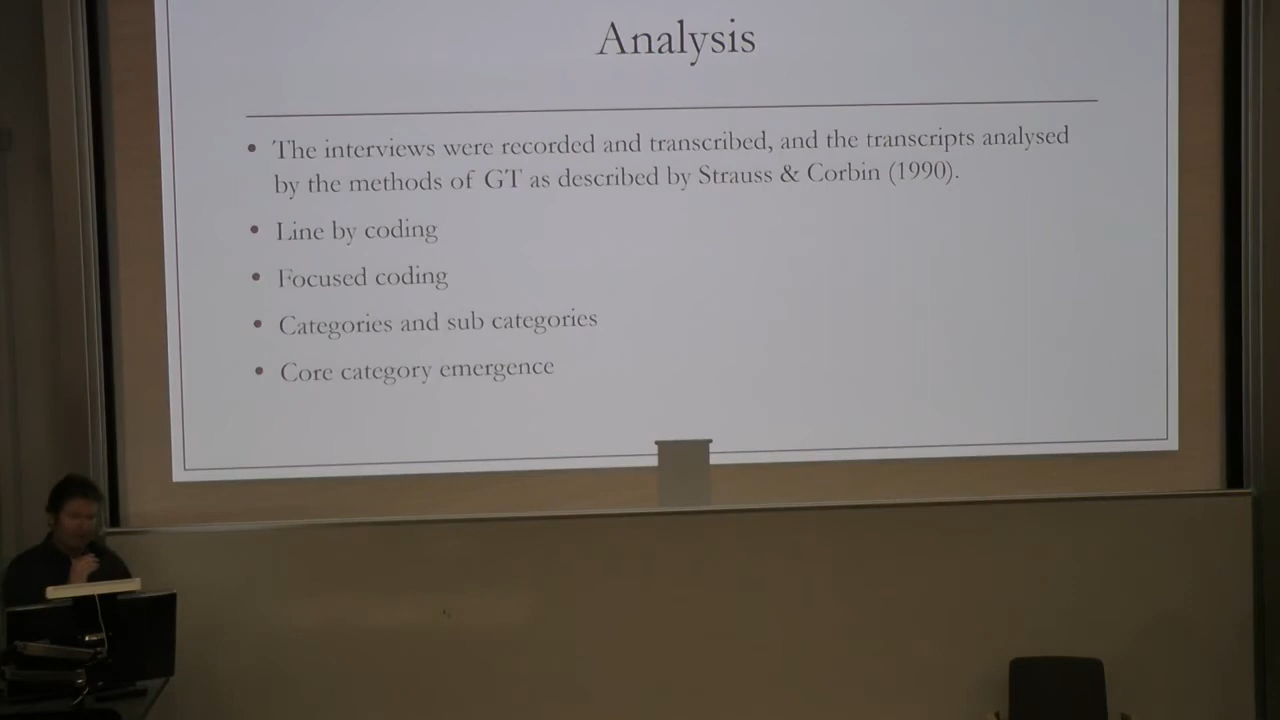 Analysis
• The interviews were recorded and transcribed, and the transcripts analysed
by the methods of GT as described by Strauss & Corbin (1990).
• Line by coding
• Focused coding
• Categories and sub categories
• Core category emergence